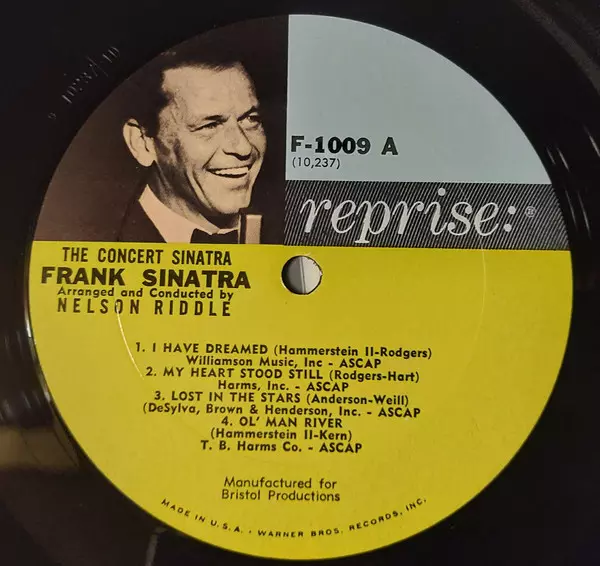 F-1009 A
(10,237)
reprise:®
THE CONCERT SINATRA
FRANK SINATRA
Arranged and Conducted by
NELSON RIDDLE
1. I HAVE DREAMED (Hammerstein II-Rodgers)
Williamson Music, Inc - ASCAP
2. MY HEART STOOD STILL (Rodgers-Hart)
Harms, Inc. - ASCAP
3. LOST IN THE STARS (Anderson-Weill)
(DeSylva, Brown & Henderson, Inc. - ASCAP
4. OL' MAN RIVER
(Hammerstein II-Kern)
T. B. Harms Co. - ASCAP
Manufactured for
Bristol Productions
MADE IN U.S.A. - WARNER BROS. RECORDS, INC.